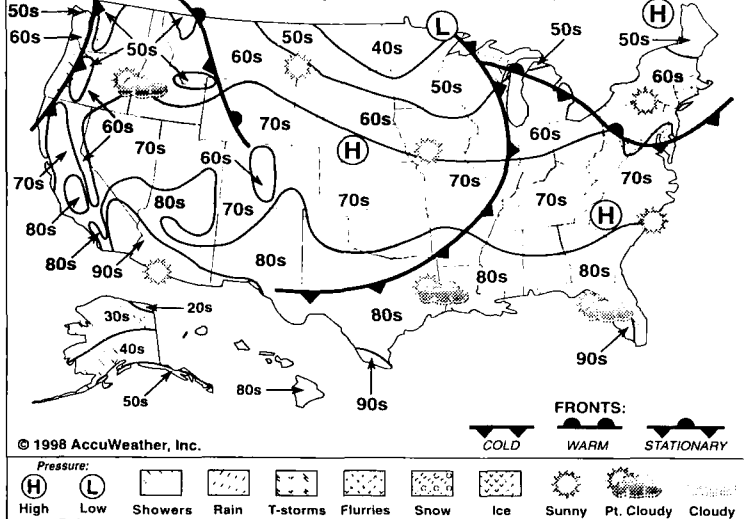 50s
H
L
60s
50s
50s
40s
50s
50s
60s
60s
50s
60s
70s
60s
70s
60s
60s
H
70s
70s
80s
70s
70s
70s
70s
80s
H
80s
90s
80s
80s
80s
80s
20s
30s
40s
50s
80s
90s
90s
FRONTS:
© 1998 AccuWeather, Inc.
COLD WARM STATIONARY
Pressure:
H L
High Low Showers Rain T-storms Flurries Snow Ice Sunny Pt. Cloudy Cloudy